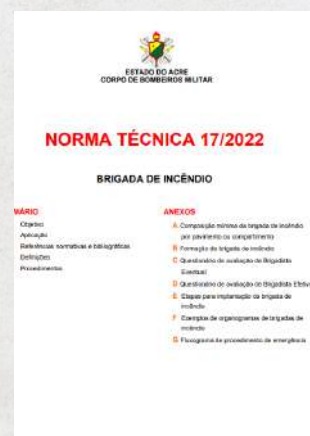 ESTADO DO ACRE
CORPO DE BOMBEIROS MILITAR
NORMA TÉCNICA 17/2022
BRIGADA DE INCÊNDIO
MÁRIO
Objetivo
Aplicação
Referências normativas e bibliográficas
Definições
Procedimentos
ANEXOS
A Composição mínima da brigada de incêndio
por pavimento ou compartimento
B Formação da brigada de incêndio
C Questionário de avaliação de Brigadista
Eventual
D Questionário de avaliação de Brigadista Efetivo
E Etapas para implantação da brigada de
incêndio
F Exemplos de organogramas de brigadas de
incêndio
G Fluxograma de procedimento de emergência